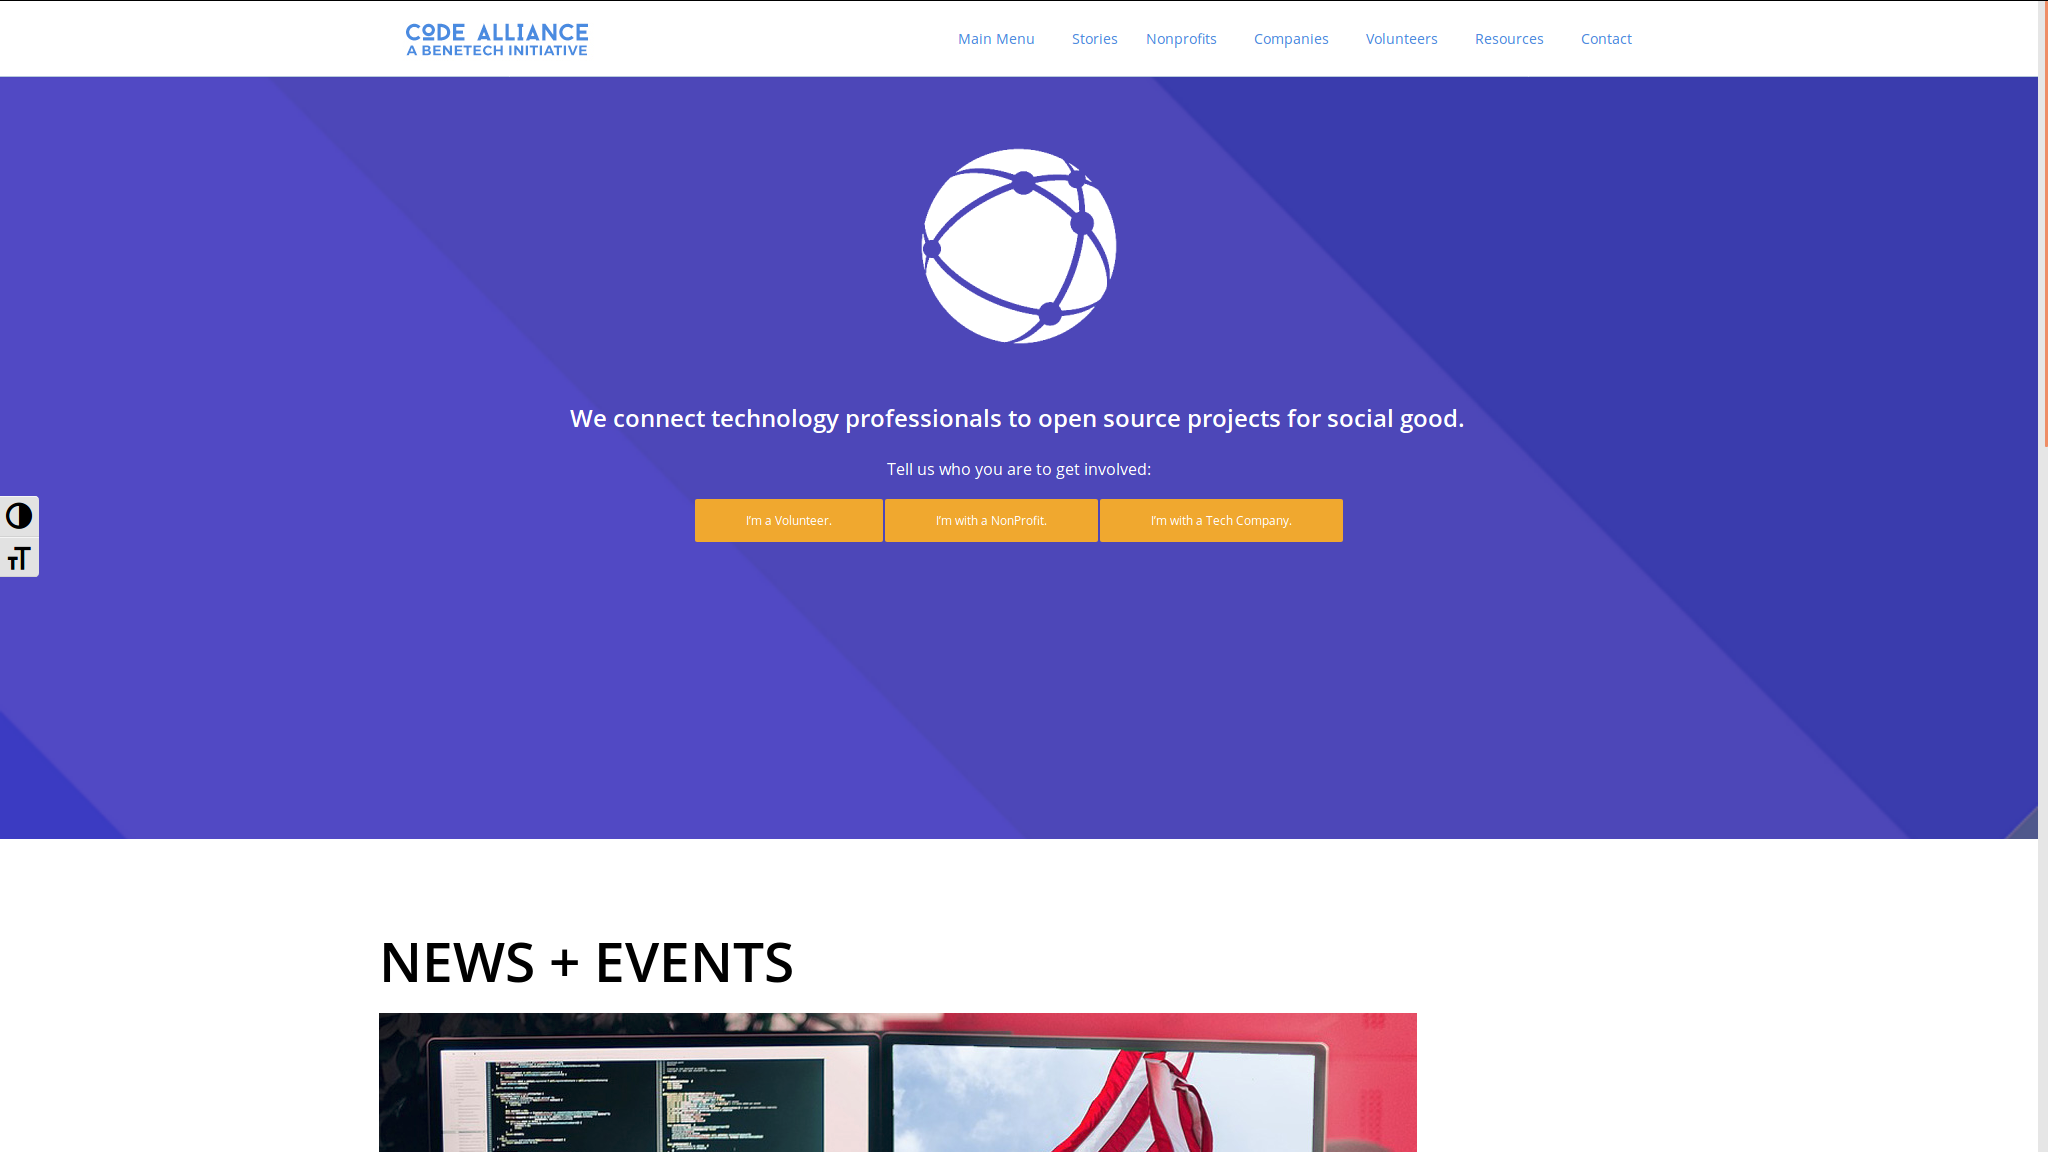 CODE ALLIANCE
A BENETECH INITIATIVE
Main Menu Stories Nonprofits Companies Volunteers Resources Contact
We connect technology professionals to open source projects for social good.
Tell us who you are to get involved:
I'm a Volunteer. I'm with a NonProfit. I'm with a Tech Company.
NEWS + EVENTS